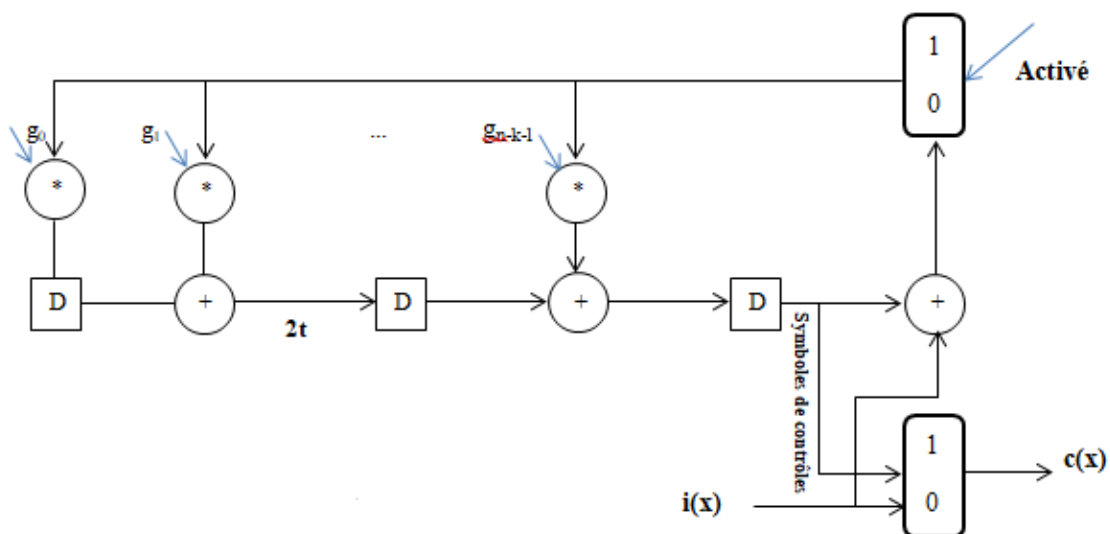 1
0
Activé
g₀
g₁
...
gn-k-1
*
*
*
D
+
D
+
D
+
2t
Symboles de contrôles
1
0
c(x)
i(x)